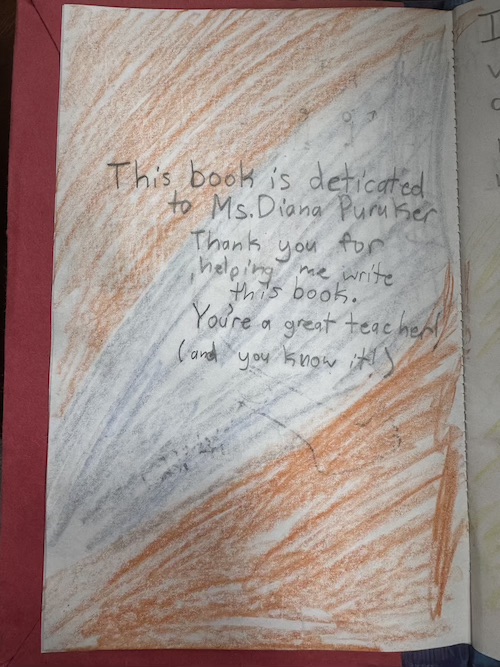 This book is deticated
to Ms. Diana Puruker
Thank you for
helping me write
this book.
You're a great teacher!
(and you know it!)